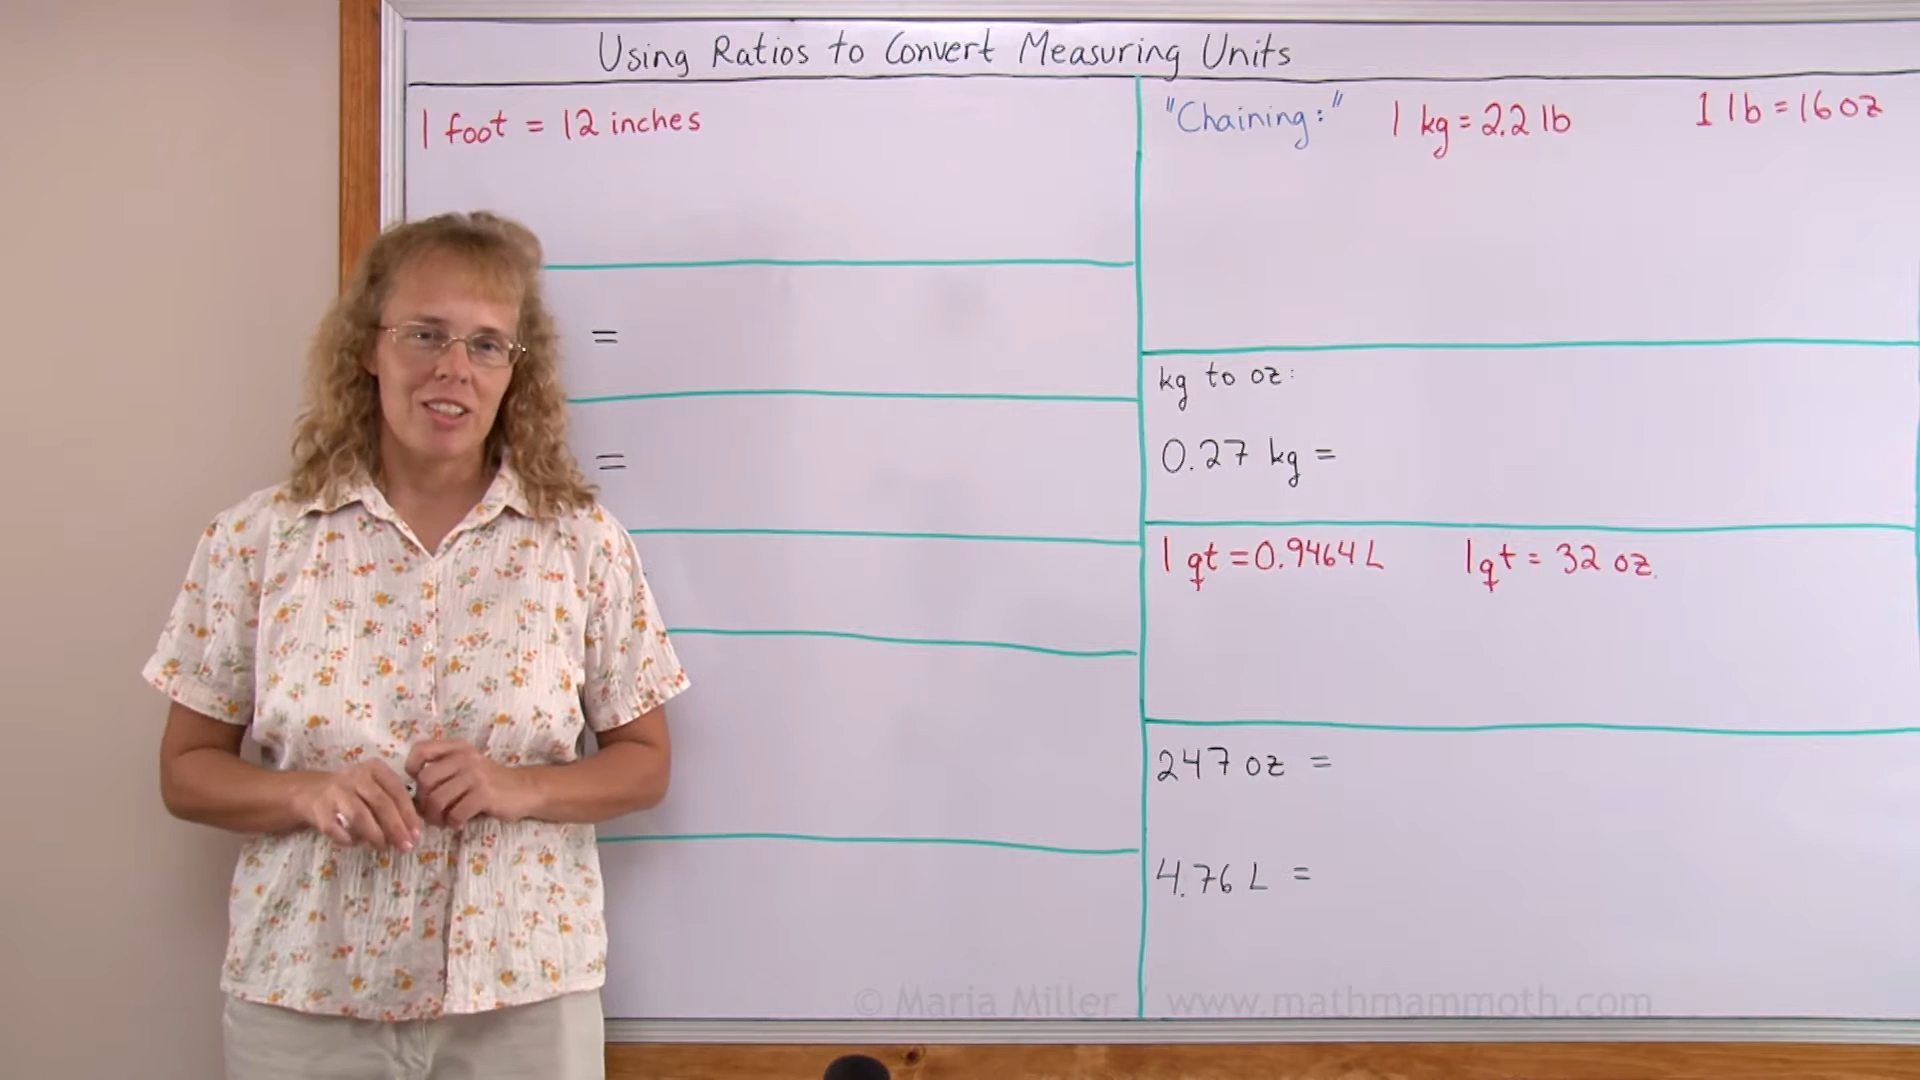 Using Ratios to Convert Measuring Units
1 foot = 12 inches
=
=
"Chaining:" 1 kg = 2.2 lb 1 lb = 16 oz
kg to oz:
0.27 kg =
1 qt = 0.9464 L 1qt = 32 oz.
247 oz =
4.76 L =
© Maria Miller / www.mathmammoth.com